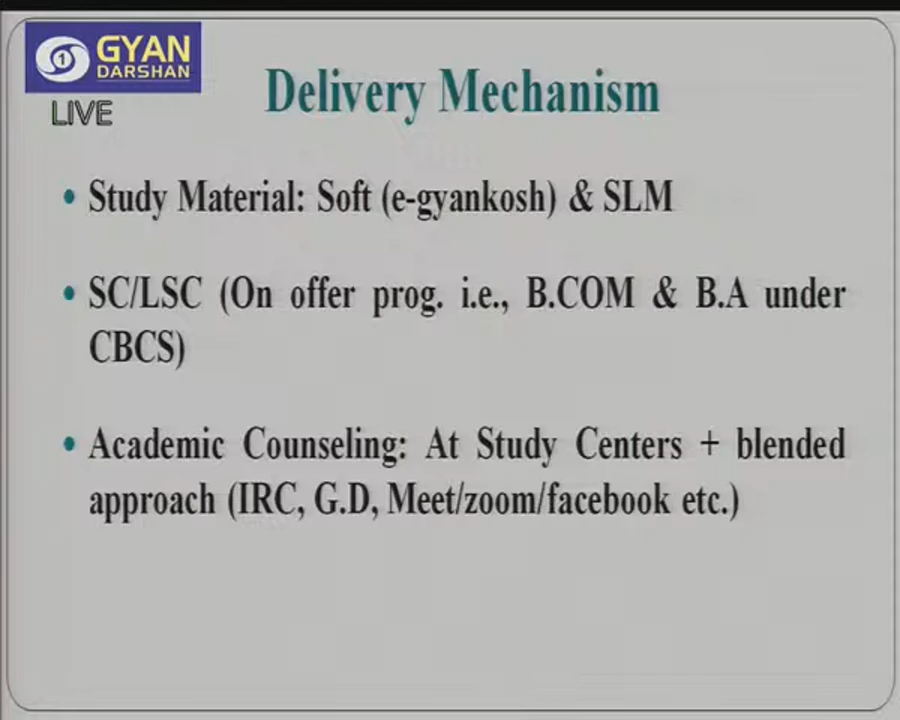 GYAN
DARSHAN
1
LIVE
Delivery Mechanism
• Study Material: Soft (e-gyankosh) & SLM
• SC/LSC (On offer prog. i.e., B.COM & B.A under
CBCS)
• Academic Counseling: At Study Centers + blended
approach (IRC, G.D, Meet/zoom/facebook etc.)